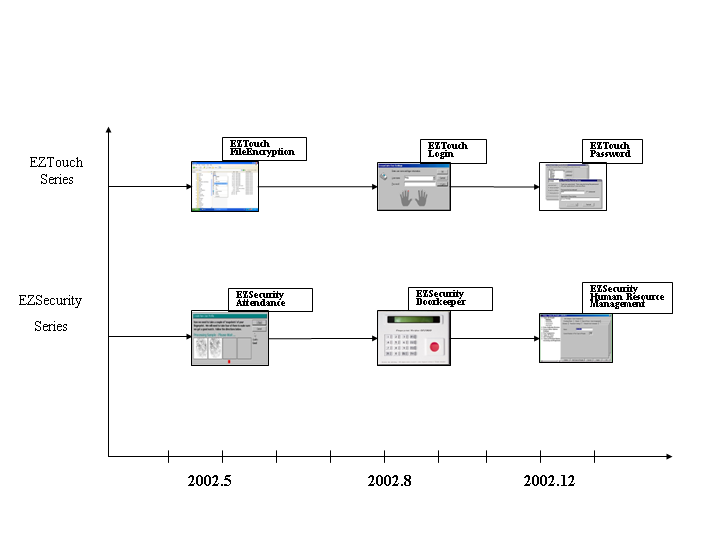 EZTouch
FileEncryption
EZTouch
Login
EZTouch
Password
EZTouch
Series
EZSecurity
Attendance
EZSecurity
Doorkeeper
EZSecurity
Human Resource
Management
EZSecurity
Series
2002.5
2002.8
2002.12